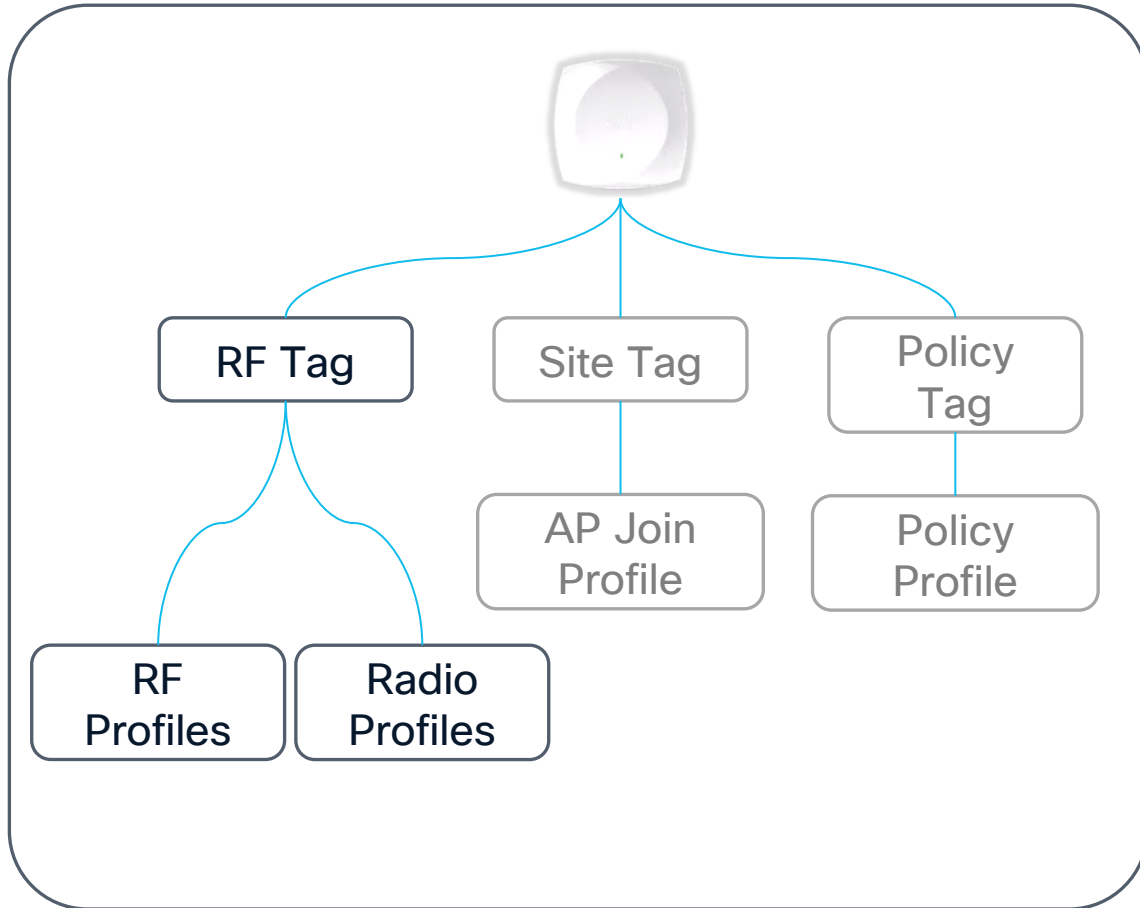 RF Tag
Site Tag
Policy
Tag
AP Join
Profile
Policy
Profile
RF
Profiles
Radio
Profiles